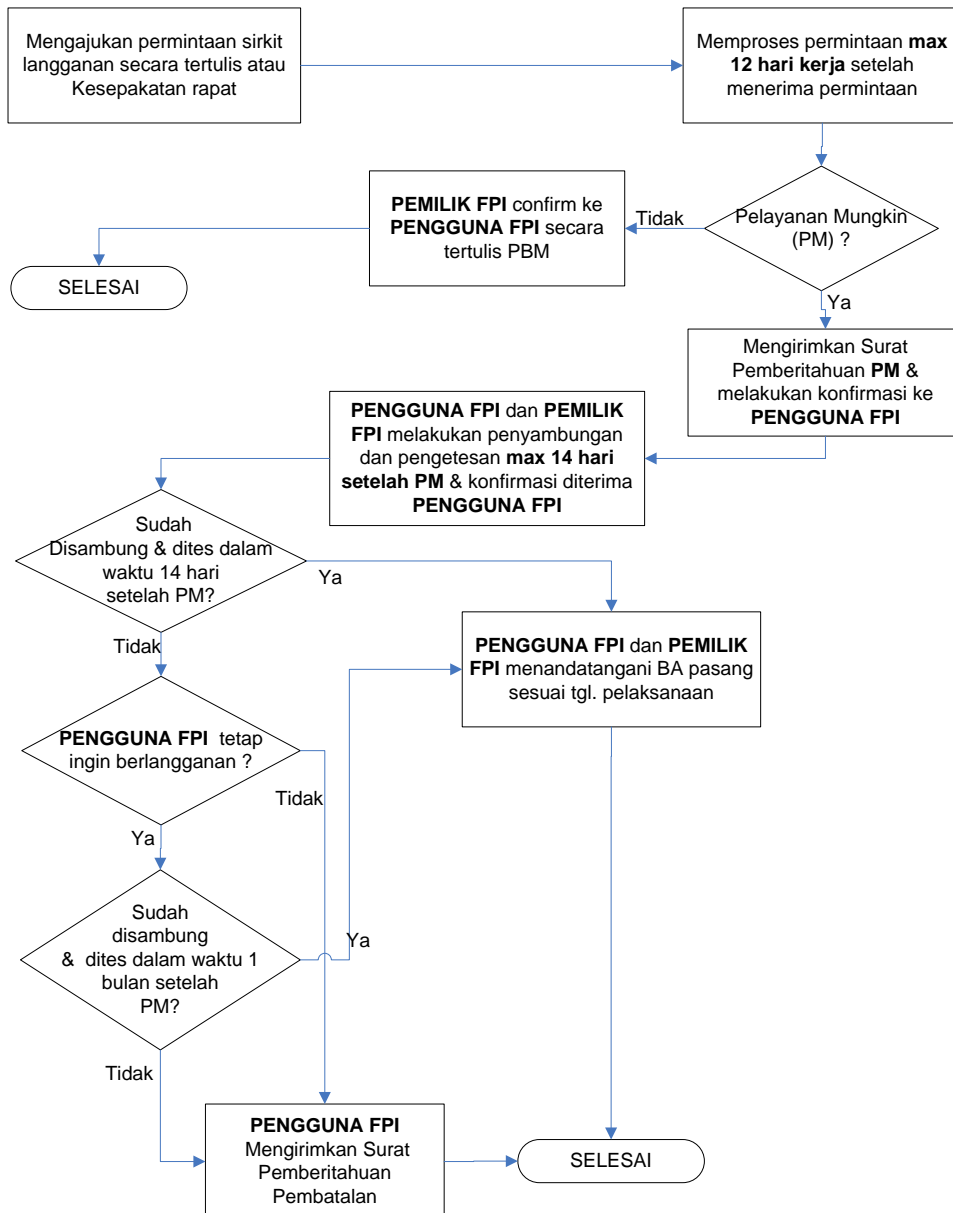 Mengajukan permintaan sirkit
langganan secara tertulis atau
Kesepakatan rapat
Memproses permintaan max
12 hari kerja setelah
menerima permintaan
Pelayanan Mungkin
(PM) ?
Tidak
PEMILIK FPI confirm ke
PENGGUNA FPI secara
tertulis PBM
SELESAI
Ya
Mengirimkan Surat
Pemberitahuan PM &
melakukan konfirmasi ke
PENGGUNA FPI
PENGGUNA FPI dan PEMILIK
FPI melakukan penyambungan
dan pengetesan max 14 hari
setelah PM & konfirmasi diterima
PENGGUNA FPI
Sudah
Disambung & dites dalam
waktu 14 hari
setelah PM?
Ya
Tidak
PENGGUNA FPI dan PEMILIK
FPI menandatangani BA pasang
sesuai tgl. pelaksanaan
PENGGUNA FPI tetap
ingin berlangganan ?
Tidak
Ya
Sudah
disambung
& dites dalam waktu 1
bulan setelah
PM?
Ya
Tidak
PENGGUNA FPI
Mengirimkan Surat
Pemberitahuan
Pembatalan
SELESAI